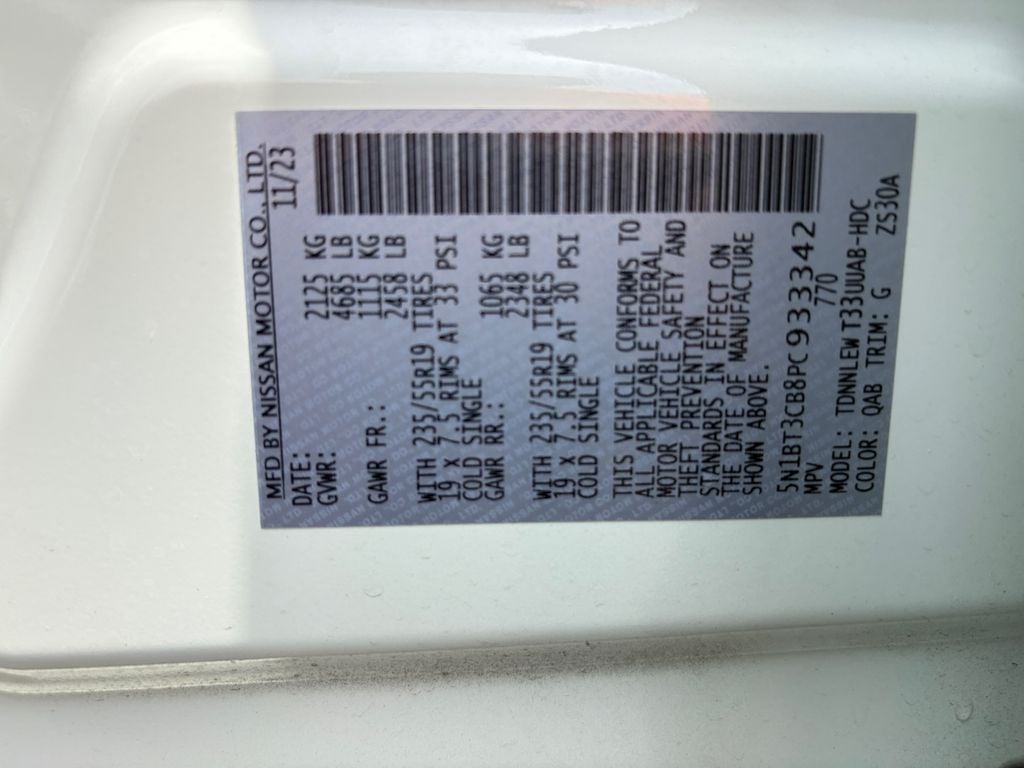 MFD BY NISSAN MOTOR CO., LTD.
DATE: 11/23
GVWR: 2125 KG
4685 LB
GAWR FR.: 1115 KG
2458 LB
WITH 235/55R19 TIRES
19 x 7.5 RIMS AT 33 PSI
COLD SINGLE
GAWR RR.: 1065 KG
2348 LB
WITH 235/55R19 TIRES
19 x 7.5 RIMS AT 30 PSI
COLD SINGLE
THIS VEHICLE CONFORMS TO
ALL APPLICABLE FEDERAL
MOTOR VEHICLE SAFETY AND
THEFT PREVENTION
STANDARDS IN EFFECT ON
THE DATE OF MANUFACTURE
SHOWN ABOVE.
5N1BT3CB8PC933342
MPV 770
MODEL: TDNNLEW T33UUAB-HDC
COLOR: QAB TRIM: G ZS30A